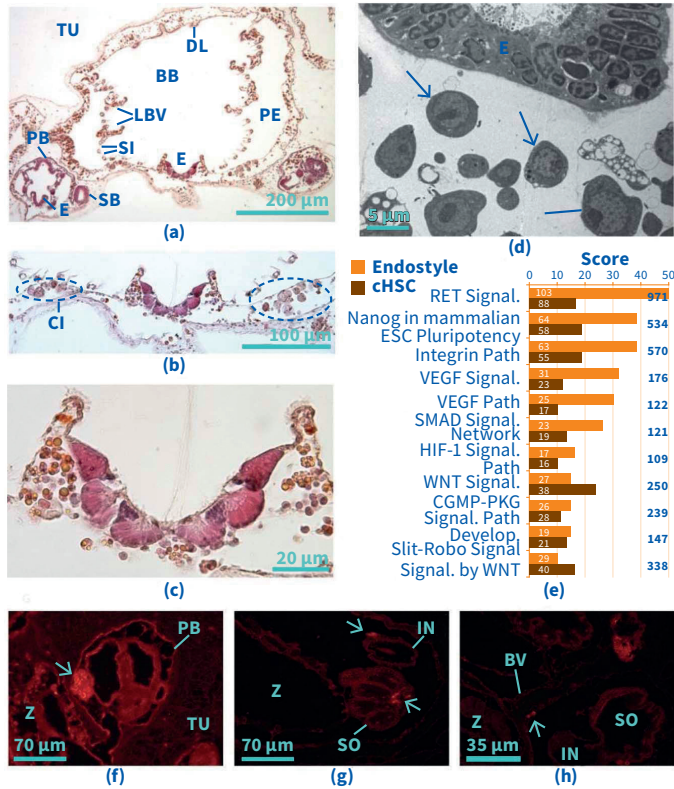 TU
DL
BB
LBV
PE
PB
SI
E
E
SB
200 μm
(a)
CI
100 μm
(b)
20 μm
(c)
E
5 μm
(d)
Score
Endostyle
cHSC
0 10 20 30 40 50
RET Signal.
103
88
971
Nanog in mammalian
ESC Pluripotency
64
58
534
Integrin Path
63
55
570
VEGF Signal.
31
23
176
VEGF Path
25
17
122
SMAD Signal.
Network
23
19
121
HIF-1 Signal.
Path
17
16
109
WNT Signal.
27
38
250
CGMP-PKG
Signal. Path
26
28
239
Develop.
Slit-Robo Signal
19
21
147
Signal. by WNT
29
40
338
(e)
G
PB
Z
TU
70 μm
(f)
IN
Z
SO
70 μm
(g)
BV
Z
SO
IN
35 μm
(h)